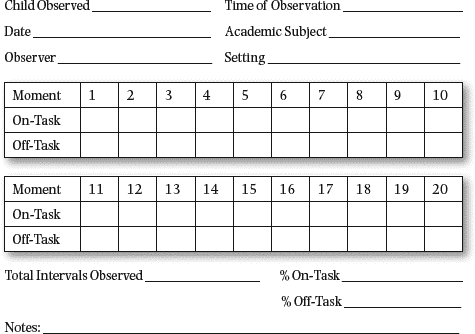 Child Observed Time of Observation
Date Academic Subject
Observer Setting
Moment 1 2 3 4 5 6 7 8 9 10
On-Task
Off-Task
Moment 11 12 13 14 15 16 17 18 19 20
On-Task
Off-Task
Total Intervals Observed % On-Task
% Off-Task
Notes: